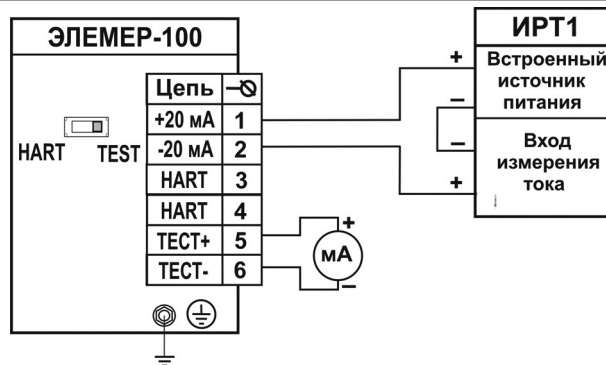 ЭЛЕМЕР-100
Цепь
+20 мА 1
-20 мА 2
HART 3
HART 4
ТЕСТ+ 5
ТЕСТ- 6
HART TEST
+
мА
–
ИРТ1
+
Встроенный
источник
питания
–
–
Вход
измерения
тока
+